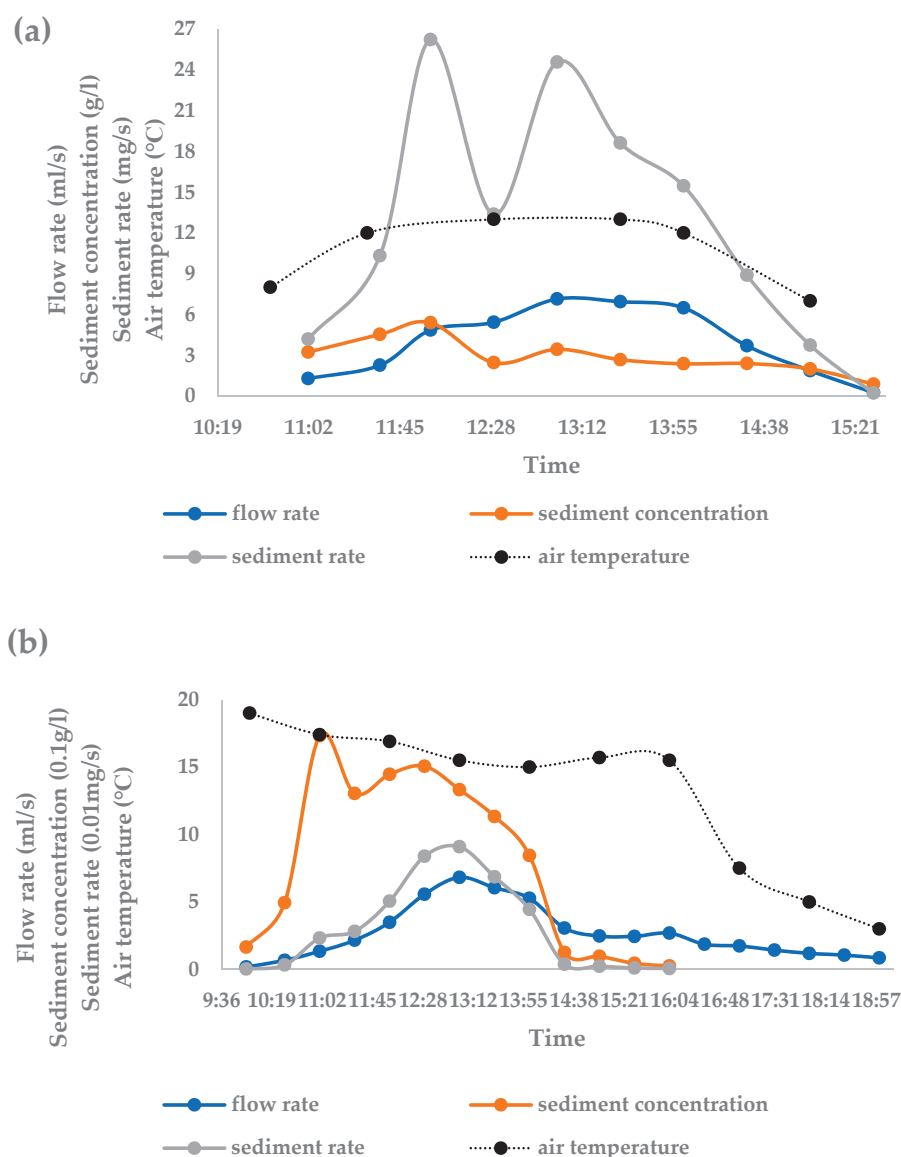 (a)
Flow rate (ml/s)
Sediment concentration (g/l)
Sediment rate (mg/s)
Air temperature (°C)
27
24
21
18
15
12
9
6
3
0
10:19 11:02 11:45 12:28 13:12 13:55 14:38 15:21
Time
flow rate sediment concentration
sediment rate air temperature
(b)
Flow rate (ml/s)
Sediment concentration (0.1g/l)
Sediment rate (0.01mg/s)
Air temperature (°C)
20
15
10
5
0
9:36 10:19 11:02 11:45 12:28 13:12 13:55 14:38 15:21 16:04 16:48 17:31 18:14 18:57
Time
flow rate sediment concentration
sediment rate air temperature